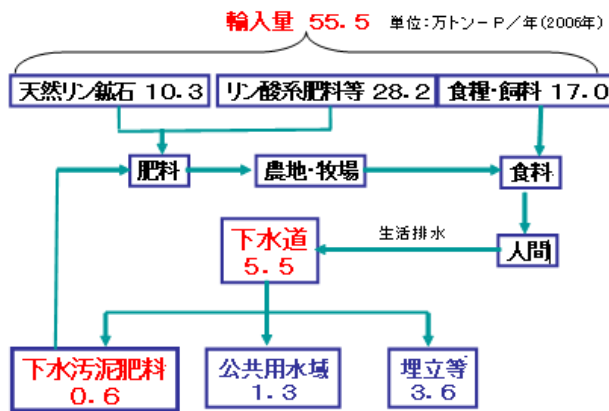 輸入量 55.5 単位:万トン-P/年(2006年)
天然リン鉱石 10.3 リン酸系肥料等 28.2 食糧・飼料 17.0
肥料 農地・牧場 食料
下水道
5.5
生活排水
人間
下水汚泥肥料
0.6
公共用水域
1.3
埋立等
3.6